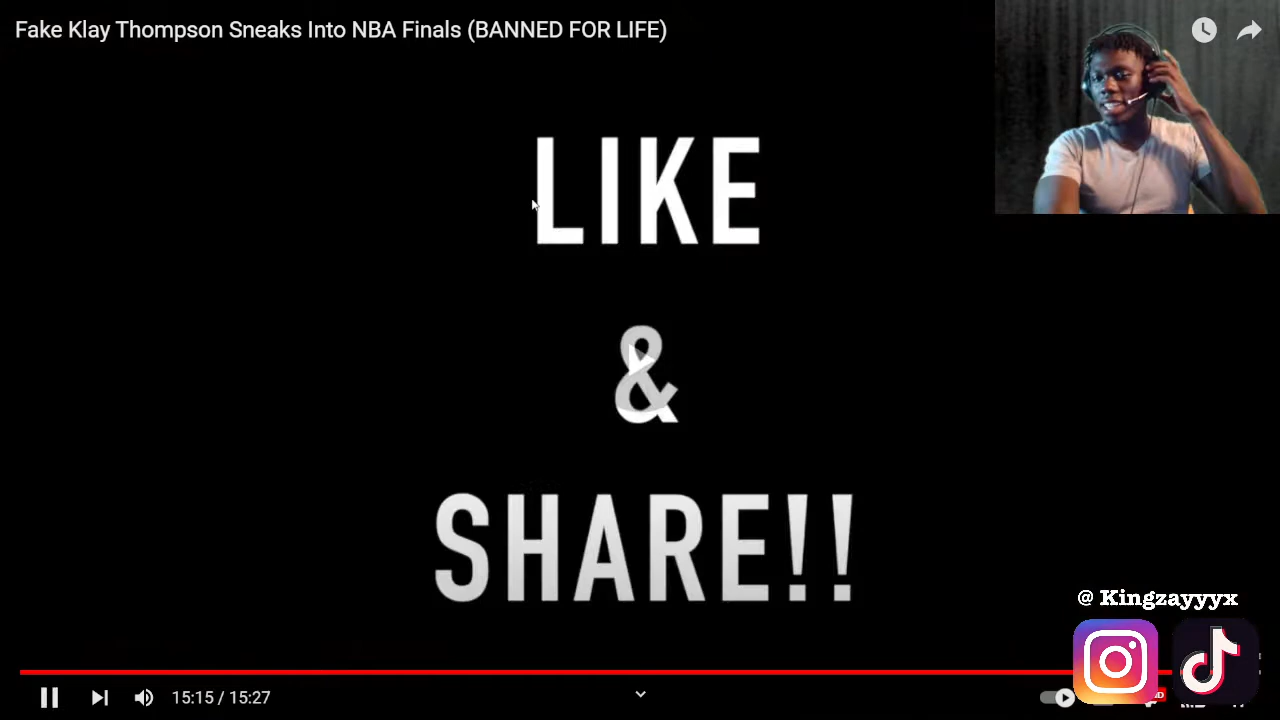 Fake Klay Thompson Sneaks Into NBA Finals (BANNED FOR LIFE)
LIKE
&
SHARE!!
@ Kingzayyyx
15:15 / 15:27